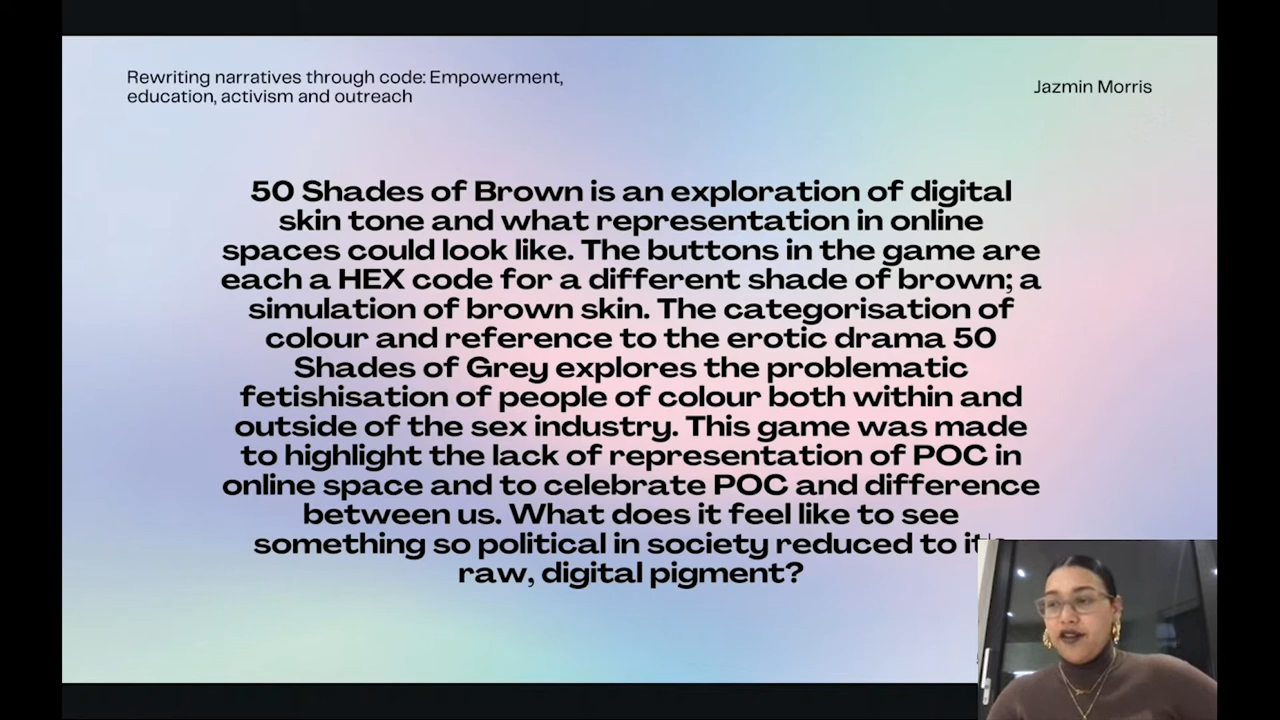 Rewriting narratives through code: Empowerment,
education, activism and outreach
Jazmin Morris
50 Shades of Brown is an exploration of digital
skin tone and what representation in online
spaces could look like. The buttons in the game are
each a HEX code for a different shade of brown; a
simulation of brown skin. The categorisation of
colour and reference to the erotic drama 50
Shades of Grey explores the problematic
fetishisation of people of colour both within and
outside of the sex industry. This game was made
to highlight the lack of representation of POC in
online space and to celebrate POC and difference
between us. What does it feel like to see
something so political in society reduced to it's
raw, digital pigment?